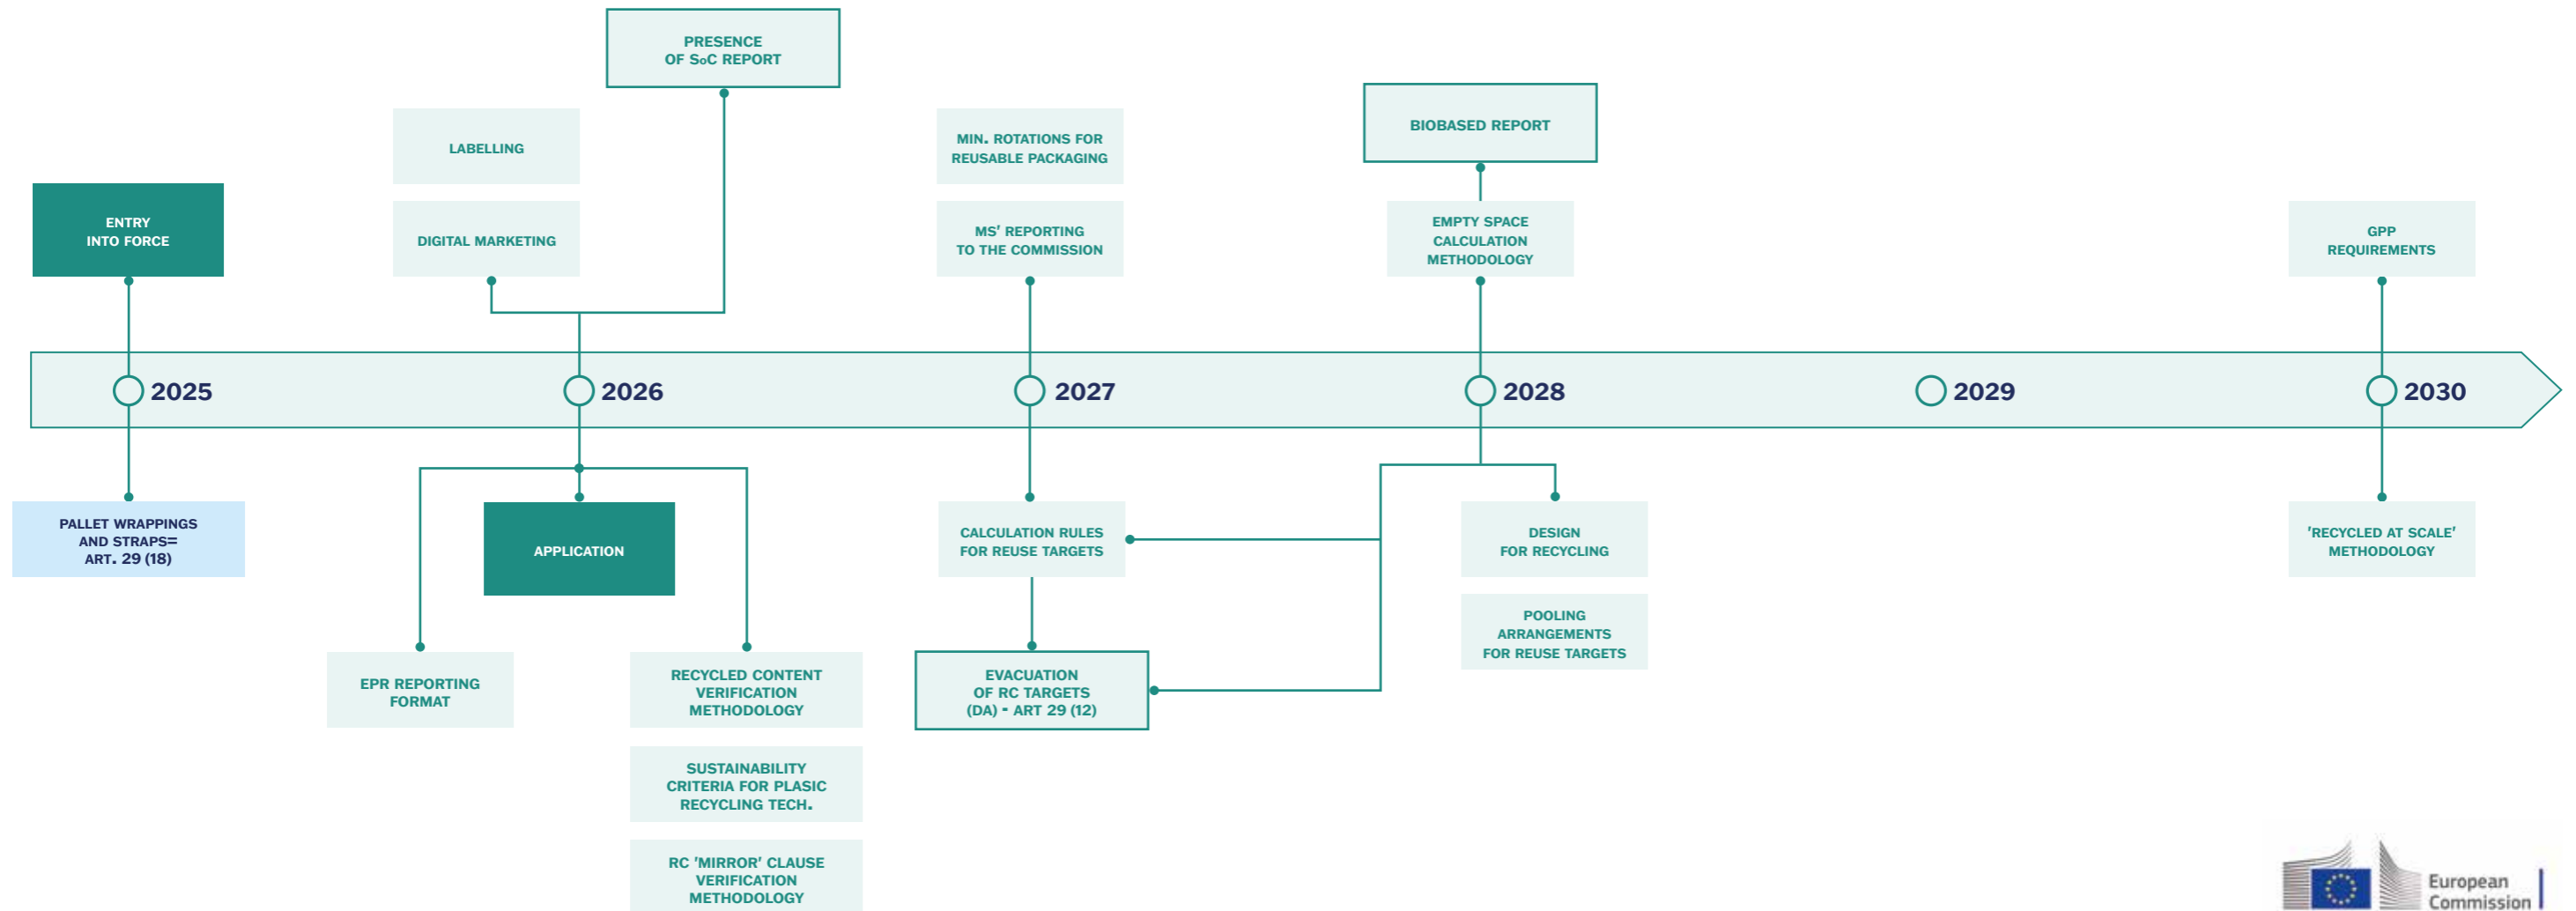 PRESENCE
OF SoC REPORT
LABELLING
DIGITAL MARKETING
MIN. ROTATIONS FOR
REUSABLE PACKAGING
MS' REPORTING
TO THE COMMISSION
BIOBASED REPORT
EMPTY SPACE
CALCULATION
METHODOLOGY
ENTRY
INTO FORCE
GPP
REQUIREMENTS
2025
2026
2027
2028
2029
2030
PALLET WRAPPINGS
AND STRAPS=
ART. 29 (18)
APPLICATION
EPR REPORTING
FORMAT
RECYCLED CONTENT
VERIFICATION
METHODOLOGY
SUSTAINABILITY
CRITERIA FOR PLASIC
RECYCLING TECH.
RC 'MIRROR' CLAUSE
VERIFICATION
METHODOLOGY
CALCULATION RULES
FOR REUSE TARGETS
EVACUATION
OF RC TARGETS
(DA) - ART 29 (12)
DESIGN
FOR RECYCLING
POOLING
ARRANGEMENTS
FOR REUSE TARGETS
'RECYCLED AT SCALE'
METHODOLOGY
European
Commission